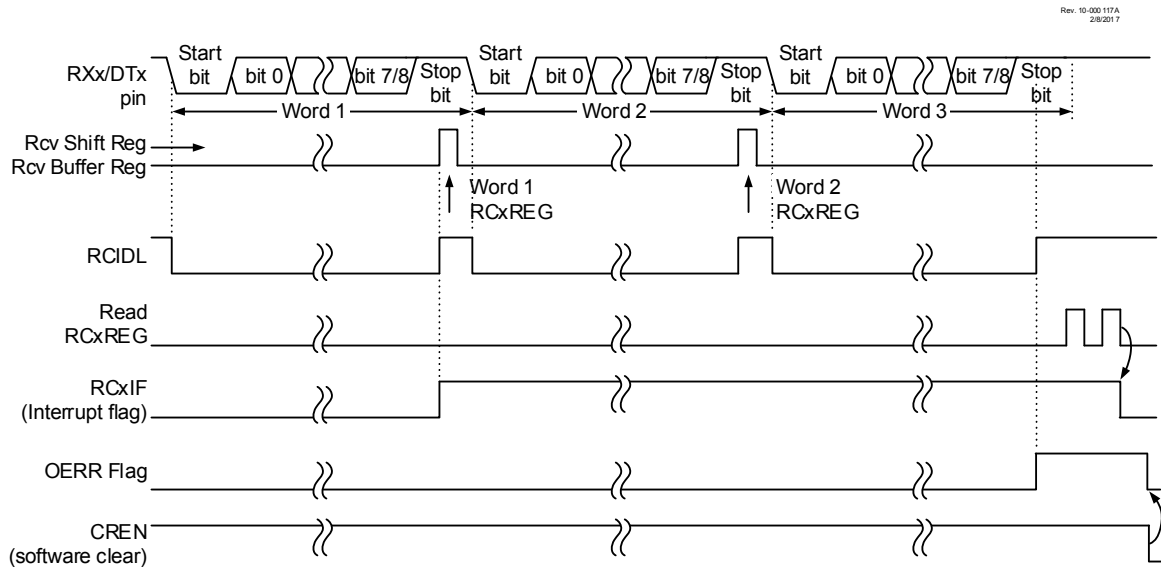 Rev. 10-000 117A
2/8/201 7
RXx/DTx
pin
Start
bit
bit 0
bit 7/8
Stop
bit
Start
bit
bit 0
bit 7/8
Stop
bit
Start
bit
bit 0
bit 7/8
Stop
bit
Word 1
Word 2
Word 3
Rcv Shift Reg
Rcv Buffer Reg
Word 1
RCxREG
Word 2
RCxREG
RCIDL
Read
RCxREG
RCxIF
(Interrupt flag)
OERR Flag
CREN
(software clear)